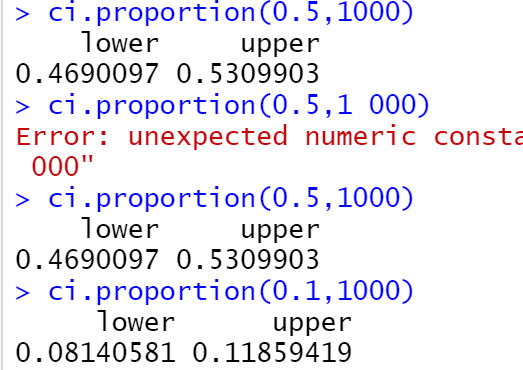 > ci.proportion(0.5,1000)
lower upper
0.4690097 0.5309903
> ci.proportion(0.5,1 000)
Error: unexpected numeric consta
000"
> ci.proportion(0.5,1000)
lower upper
0.4690097 0.5309903
> ci.proportion(0.1,1000)
lower upper
0.08140581 0.11859419